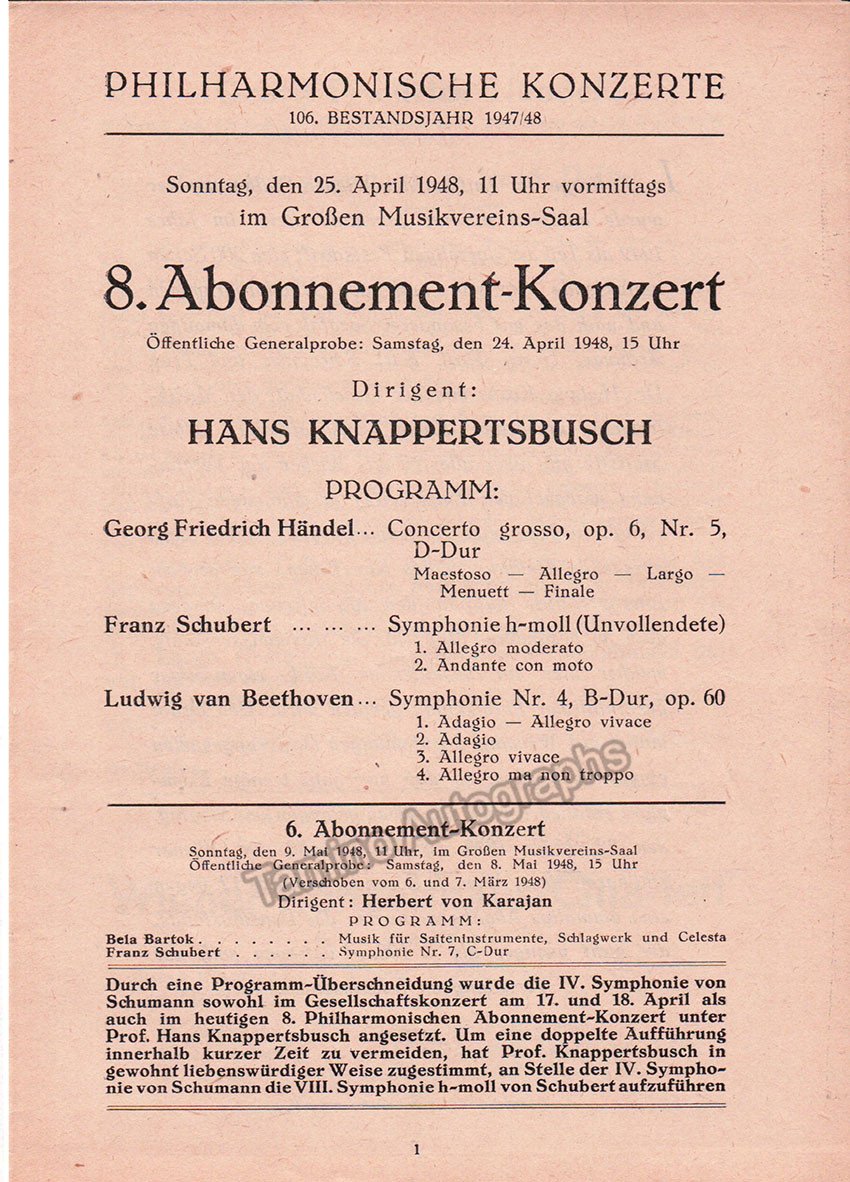 PHILHARMONISCHE KONZERTE
106. BESTANDSJAHR 1947/48
Sonntag, den 25. April 1948, 11 Uhr vormittags
im Großen Musikvereins-Saal
8. Abonnement-Konzert
Öffentliche Generalprobe: Samstag, den 24. April 1948, 15 Uhr
Dirigent:
HANS KNAPPERTSBUSCH
PROGRAMM:
Georg Friedrich Händel ... Concerto grosso, op. 6, Nr. 5,
D-Dur
Maestoso — Allegro — Largo —
Menuett — Finale
Franz Schubert ... ... ... Symphonie h-moll (Unvollendete)
1. Allegro moderato
2. Andante con moto
Ludwig van Beethoven ... Symphonie Nr. 4, B-Dur, op. 60
1. Adagio — Allegro vivace
2. Adagio
3. Allegro vivace
4. Allegro ma non troppo
Tamino Autographs
6. Abonnement-Konzert
Sonntag, den 9. Mai 1948, 11 Uhr, im Großen Musikvereins-Saal
Öffentliche Generalprobe: Samstag, den 8. Mai 1948, 15 Uhr
(Verschoben vom 6. und 7. März 1948)
Dirigent: Herbert von Karajan
PROGRAMM:
Bela Bartok . . . . . . . . Musik für Saiteninstrumente, Schlagwerk und Celesta
Franz Schubert . . . . . . Symphonie Nr. 7, C-Dur
Durch eine Programm-Überschneidung wurde die IV. Symphonie von
Schumann sowohl im Gesellschaftskonzert am 17. und 18. April als
auch im heutigen 8. Philharmonischen Abonnement-Konzert unter
Prof. Hans Knappertsbusch angesetzt. Um eine doppelte Aufführung
innerhalb kurzer Zeit zu vermeiden, hat Prof. Knappertsbusch in
gewohnt liebenswürdiger Weise zugestimmt, an Stelle der IV. Sympho-
nie von Schumann die VIII. Symphonie h-moll von Schubert aufzuführen
1